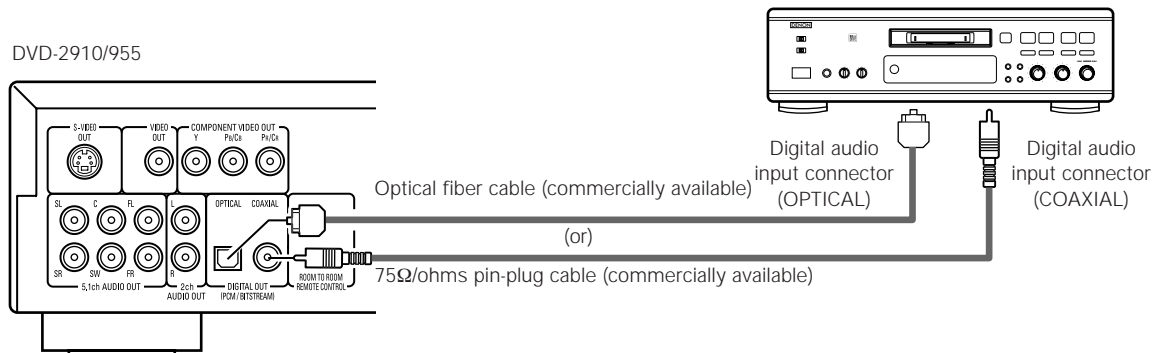 DVD-2910/955
DENON
S-VIDEO
OUT
VIDEO
OUT
COMPONENT VIDEO OUT
Y
PB/CB
PR/CR
SL
C
FL
L
OPTICAL
COAXIAL
SR
SW
FR
R
5,1ch AUDIO OUT
2ch
AUDIO OUT
DIGITAL OUT
(PCM / BITSTREAM)
ROOM TO ROOM
REMOTE CONTROL
Optical fiber cable (commercially available)
(or)
75Ω/ohms pin-plug cable (commercially available)
Digital audio
input connector
(OPTICAL)
Digital audio
input connector
(COAXIAL)